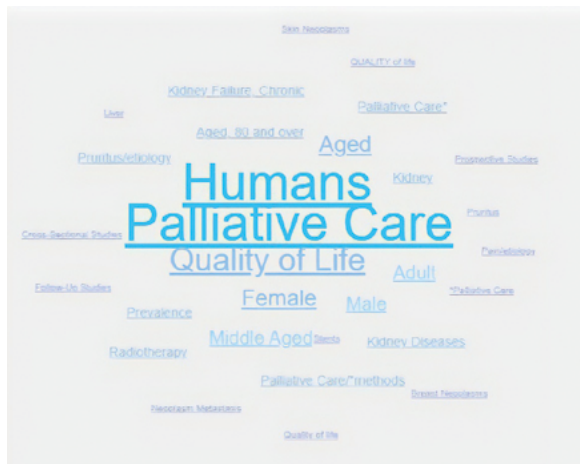 Skin Neoplasms
QUALITY of life
Kidney Failure, Chronic
Palliative Care*
Liver
Aged, 80 and over
Aged
Pruritus/etiology
Prospective Studies
Humans
Kidney
Pruritus
Palliative Care
Cross-Sectional Studies
Pain/etiology
Quality of Life
Adult
Follow-Up Studies
*Palliative Care
Female
Male
Prevalence
Middle Aged
Stents
Kidney Diseases
Radiotherapy
Palliative Care/*methods
Breast Neoplasms
Neoplasm Metastasis
Quality of life